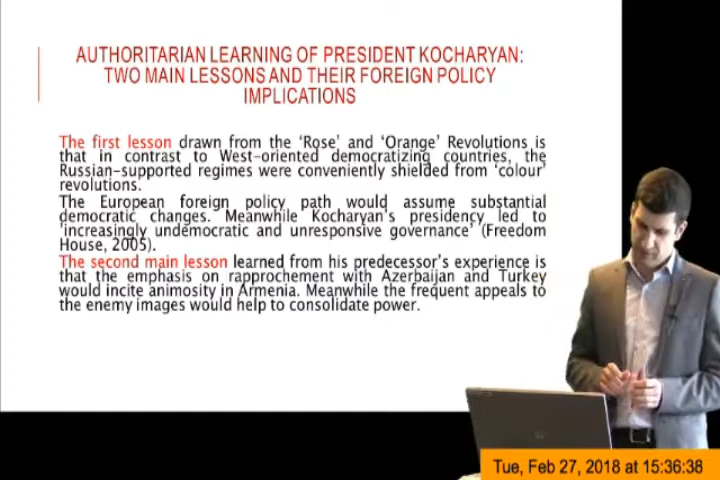 AUTHORITARIAN LEARNING OF PRESIDENT KOCHARYAN:
TWO MAIN LESSONS AND THEIR FOREIGN POLICY
IMPLICATIONS
The first lesson drawn from the ‘Rose’ and ‘Orange’ Revolutions is
that in contrast to West-oriented democratizing countries, the
Russian-supported regimes were conveniently shielded from ‘colour’
revolutions.
The European foreign policy path would assume substantial
democratic changes. Meanwhile Kocharyan’s presidency led to
‘increasingly undemocratic and unresponsive governance’ (Freedom
House, 2005).
The second main lesson learned from his predecessor’s experience is
that the emphasis on rapprochement with Azerbaijan and Turkey
would incite animosity in Armenia. Meanwhile the frequent appeals to
the enemy images would help to consolidate power.
Tue, Feb 27, 2018 at 15:36:38